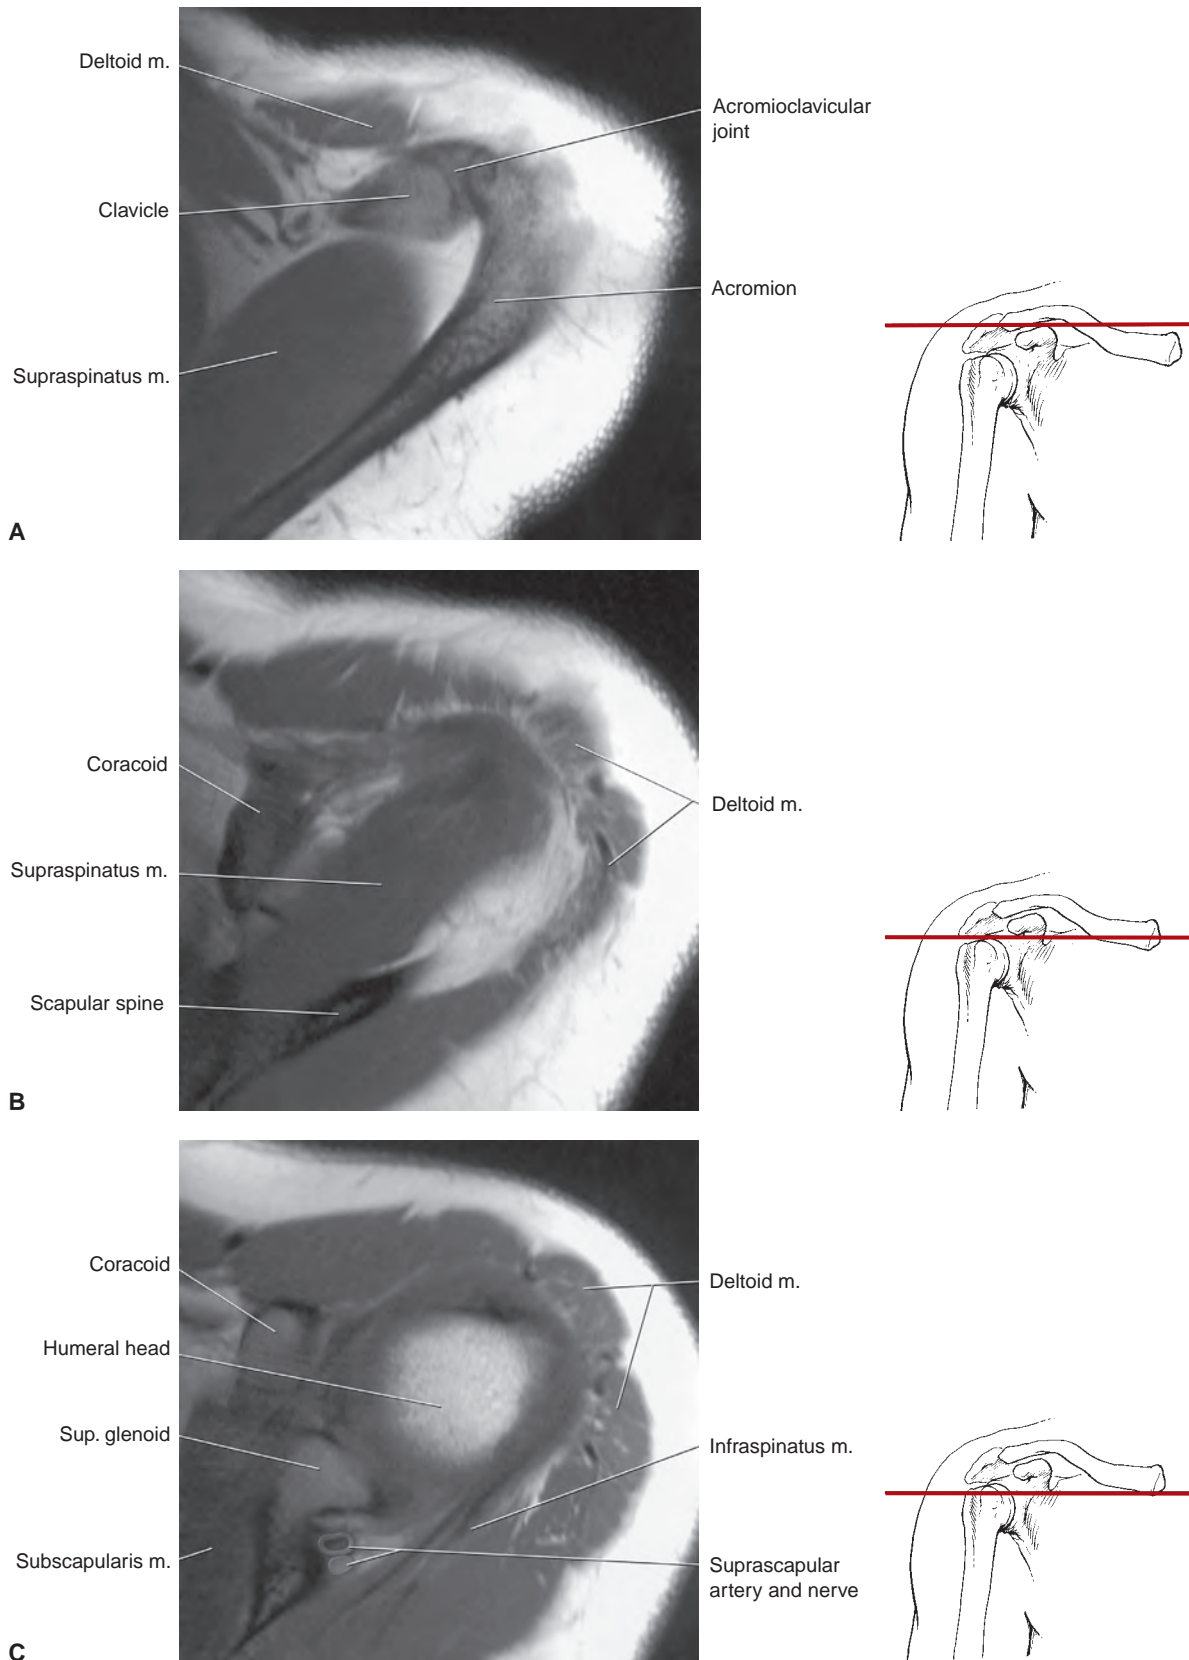 Deltoid m.
Acromioclavicular
joint
Clavicle
Acromion
Supraspinatus m.
A
Coracoid
Deltoid m.
Supraspinatus m.
Scapular spine
B
Coracoid
Deltoid m.
Humeral head
Sup. glenoid
Infraspinatus m.
Subscapularis m.
Suprascapular
artery and nerve
C